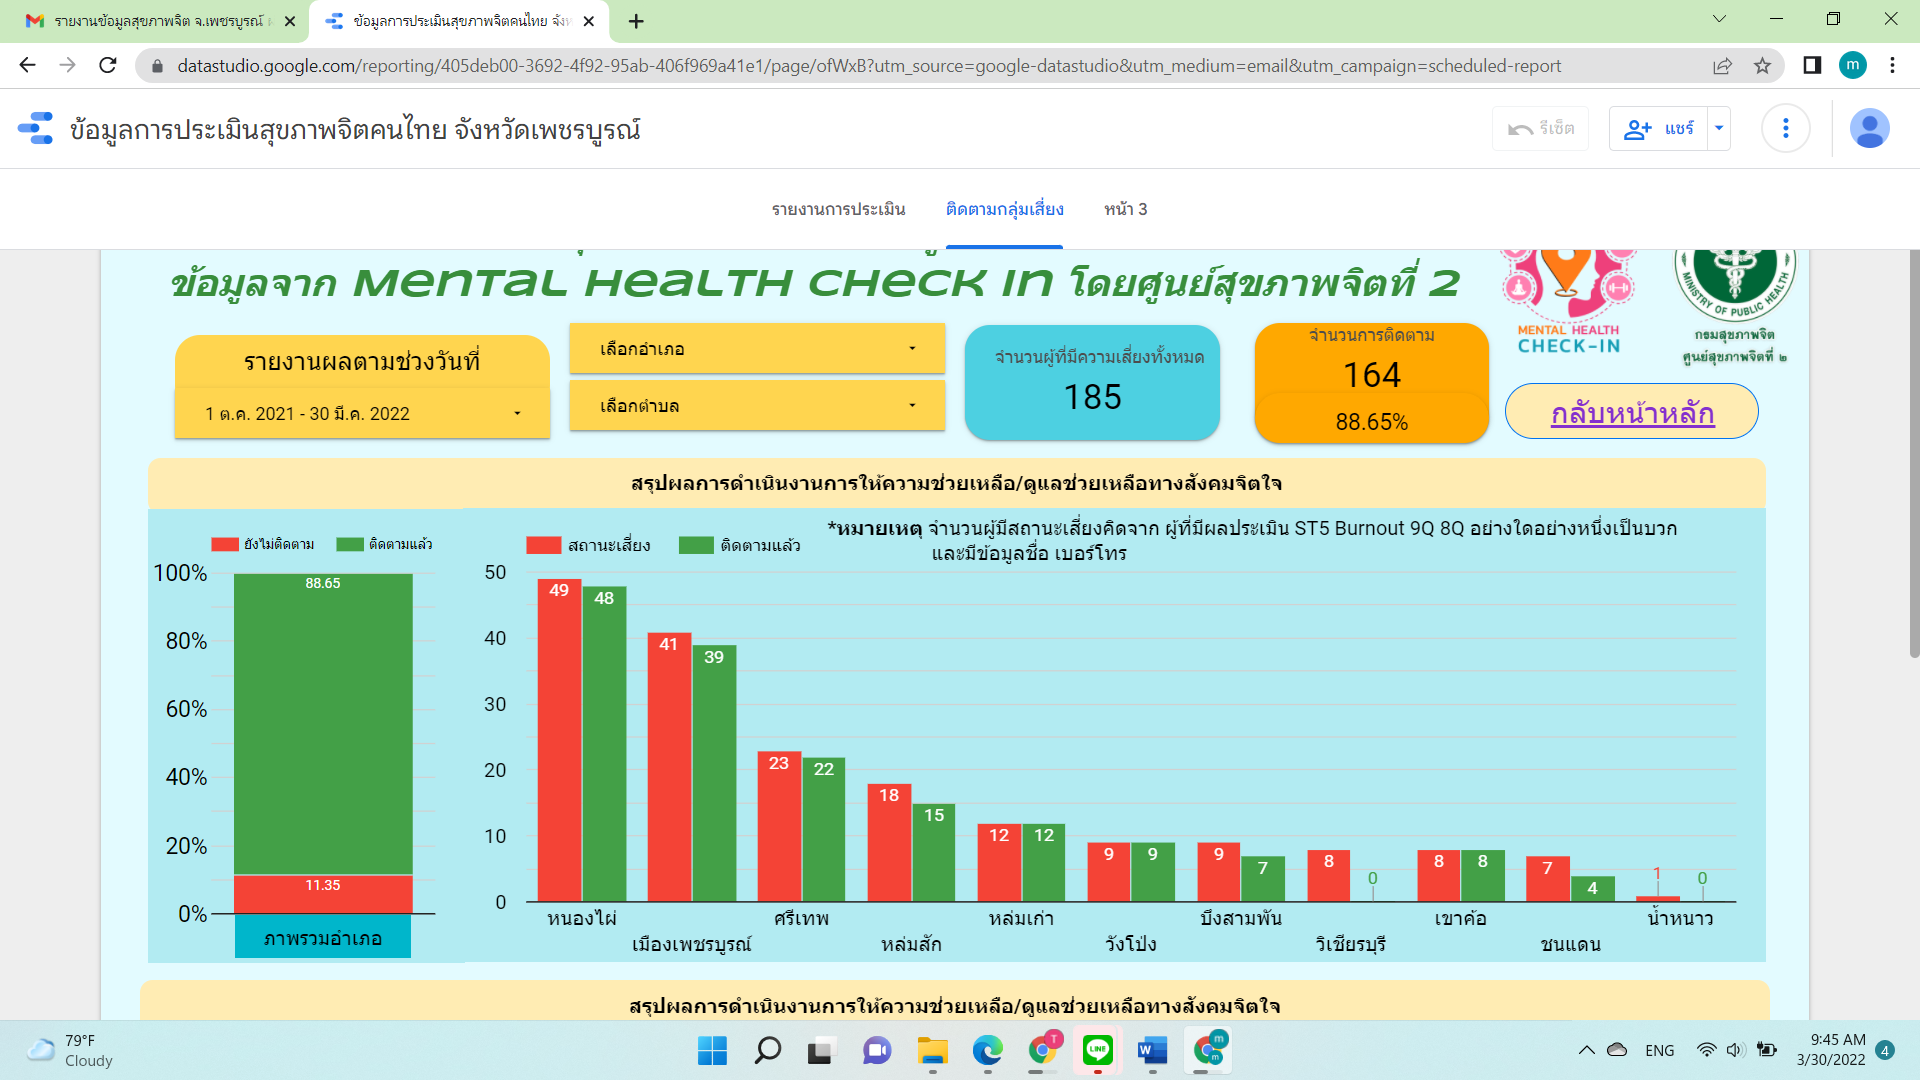 รายงานข้อมูลสุขภาพจิต จ.เพชรบูรณ์
ข้อมูลการประเมินสุขภาพจิตคนไทย จัง
datastudio.google.com/reporting/405deb00-3692-4f92-95ab-406f969a41e1/page/ofWxB?utm_source=google-datastudio&utm_medium=email&utm_campaign=scheduled-report
m
ข้อมูลการประเมินสุขภาพจิตคนไทย จังหวัดเพชรบูรณ์
รีเซ็ต
แชร์
รายงานการประเมิน
ติดตามกลุ่มเสี่ยง
หน้า 3
ข้อมูลจาก Mental Health Check In โดยศูนย์สุขภาพจิตที่ 2
MENTAL HEALTH
CHECK-IN
MINISTRY OF PUBLIC HEALTH
กรมสุขภาพจิต
ศูนย์สุขภาพจิตที่ ๒
รายงานผลตามช่วงวันที่
1 ต.ค. 2021 - 30 มี.ค. 2022
เลือกอำเภอ
เลือกตำบล
จำนวนผู้ที่มีความเสี่ยงทั้งหมด
185
จำนวนการติดตาม
164
88.65%
กลับหน้าหลัก
สรุปผลการดำเนินงานการให้ความช่วยเหลือ/ดูแลช่วยเหลือทางสังคมจิตใจ
ยังไม่ติดตาม
ติดตามแล้ว
100%
80%
60%
40%
20%
0%
88.65
11.35
ภาพรวมอำเภอ
สถานะเสี่ยง
ติดตามแล้ว
*หมายเหตุ จำนวนผู้มีสถานะเสี่ยงคิดจาก ผู้ที่มีผลประเมิน ST5 Burnout 9Q 8Q อย่างใดอย่างหนึ่งเป็นบวก
และมีข้อมูลชื่อ เบอร์โทร
50
40
30
20
10
0
49 48
41 39
23 22
18 15
12 12
9 9
9 7
8 0
8 8
7 4
1 0
หนองไผ่
เมืองเพชรบูรณ์
ศรีเทพ
หล่มสัก
หล่มเก่า
วังโป่ง
บึงสามพัน
วิเชียรบุรี
เขาค้อ
ชนแดน
น้ำหนาว
สรุปผลการดำเนินงานการให้ความช่วยเหลือ/ดูแลช่วยเหลือทางสังคมจิตใจ
79°F
Cloudy
T
LINE
W
m
m
ENG
9:45 AM
3/30/2022
4